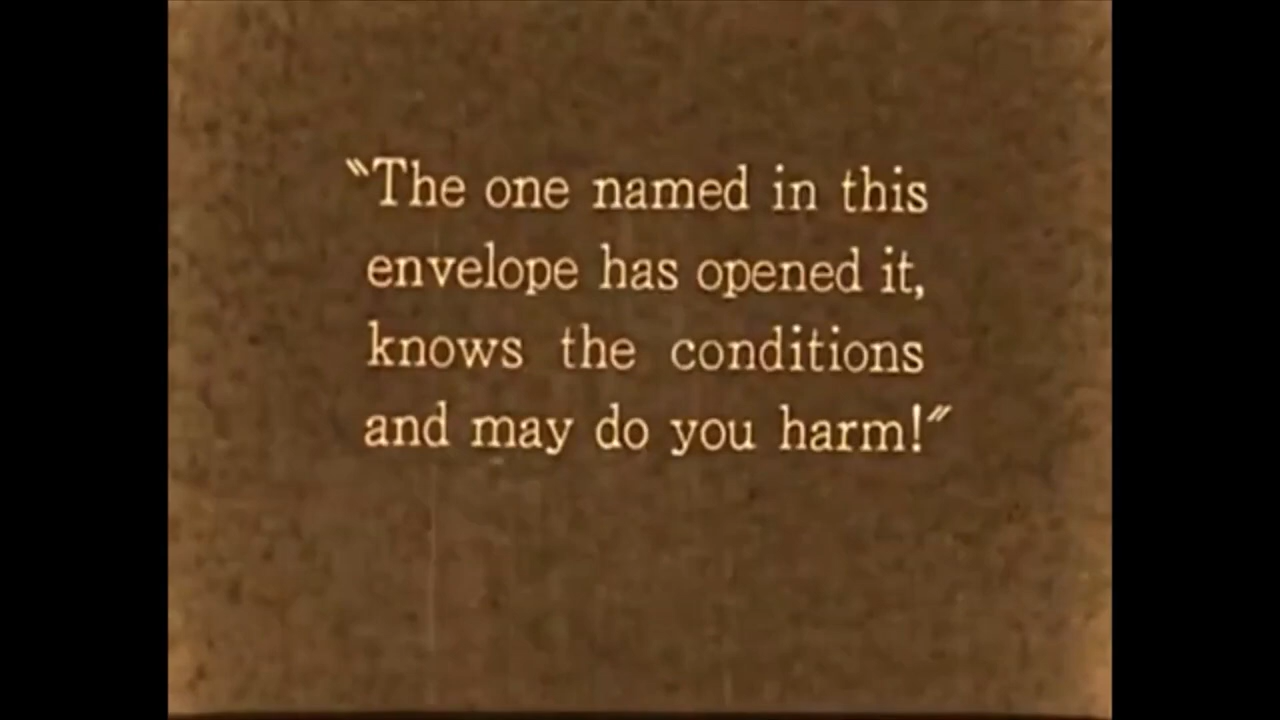 "The one named in this
envelope has opened it,
knows the conditions
and may do you harm!"